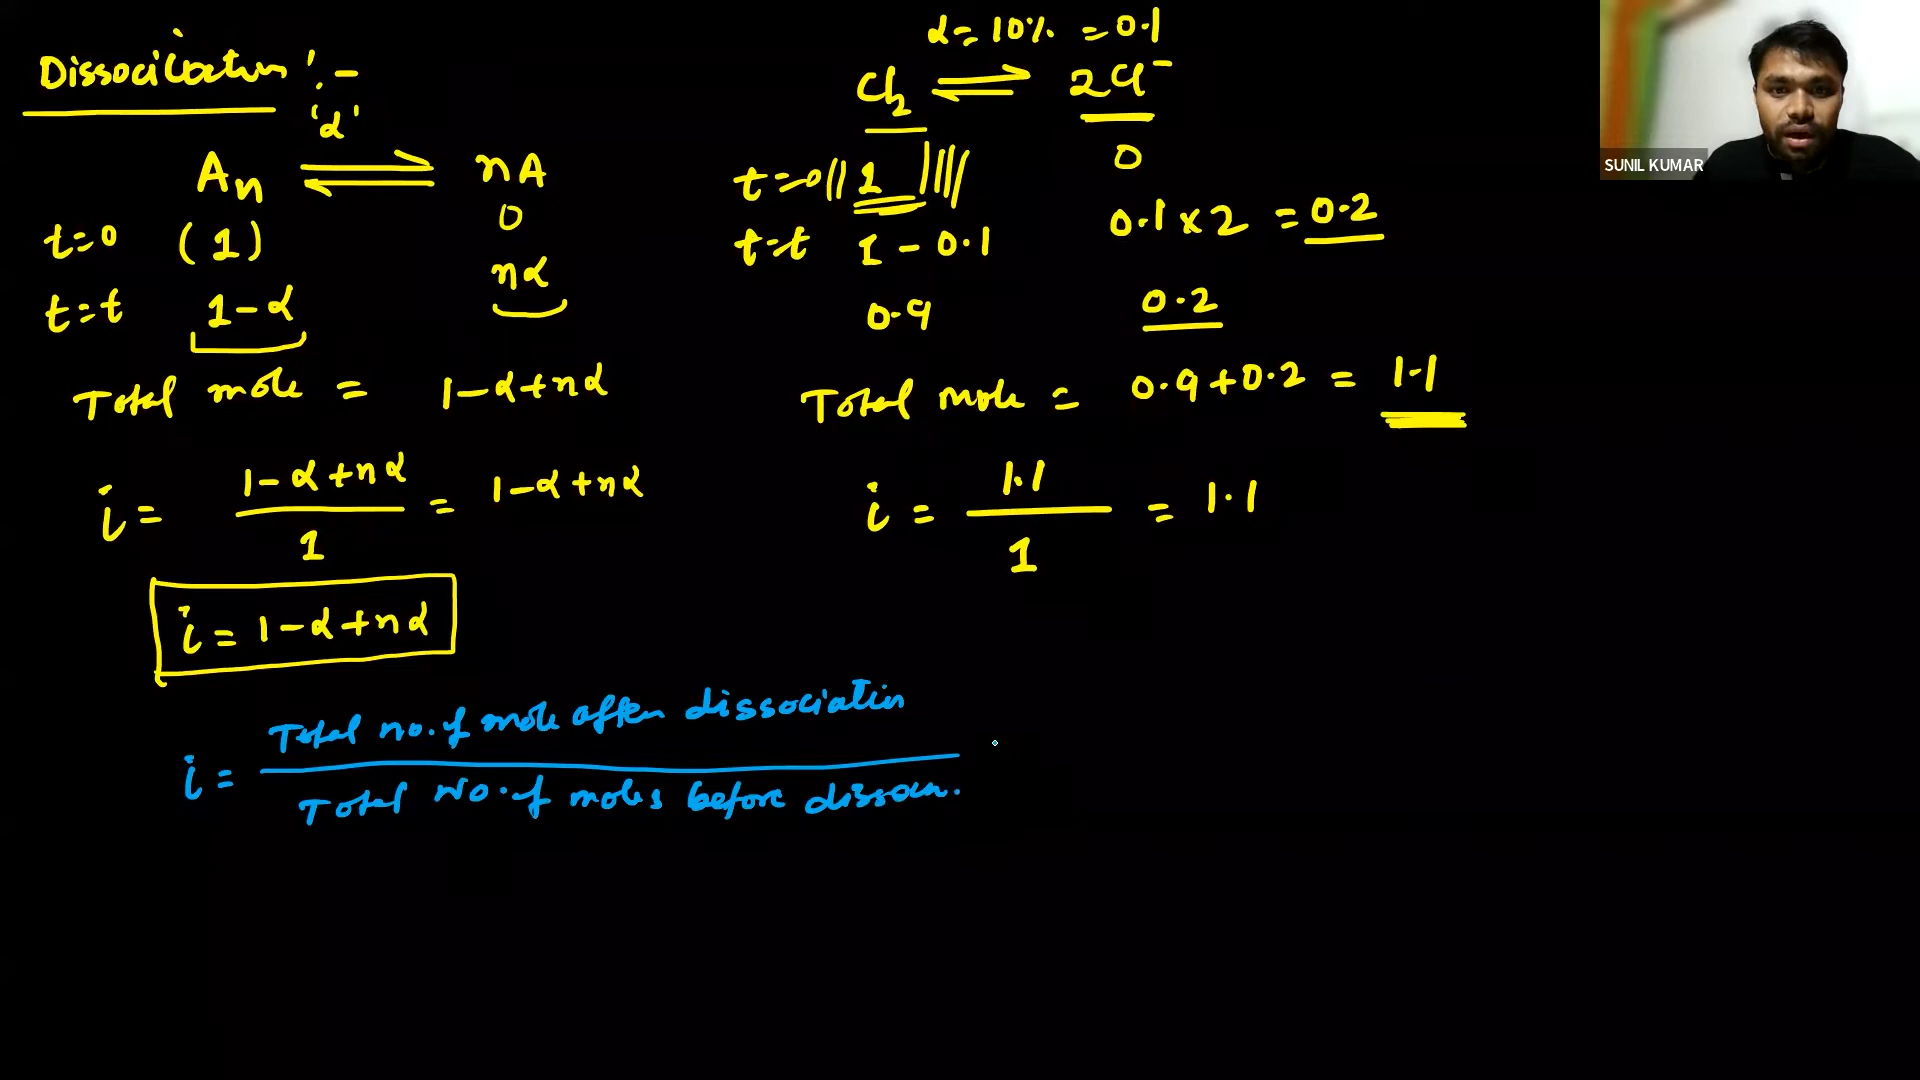 Dissociation :-
'α'
Aₙ ⇌ nA
t=0 (1) 0
t=t 1-α nα
Total mole = 1-α+nα
i = (1-α+nα)/1 = 1-α+nα
i = 1-α+nα
α = 10% = 0.1
Cl₂ ⇌ 2Cl⁻
t=0 1 0
t=t 1 - 0.1 0.1 x 2 = 0.2
0.9 0.2
Total mole = 0.9+0.2 = 1.1
i = 1.1/1 = 1.1
i = Total no. of mole after dissociation
Total No. of moles before dissocn.
SUNIL KUMAR